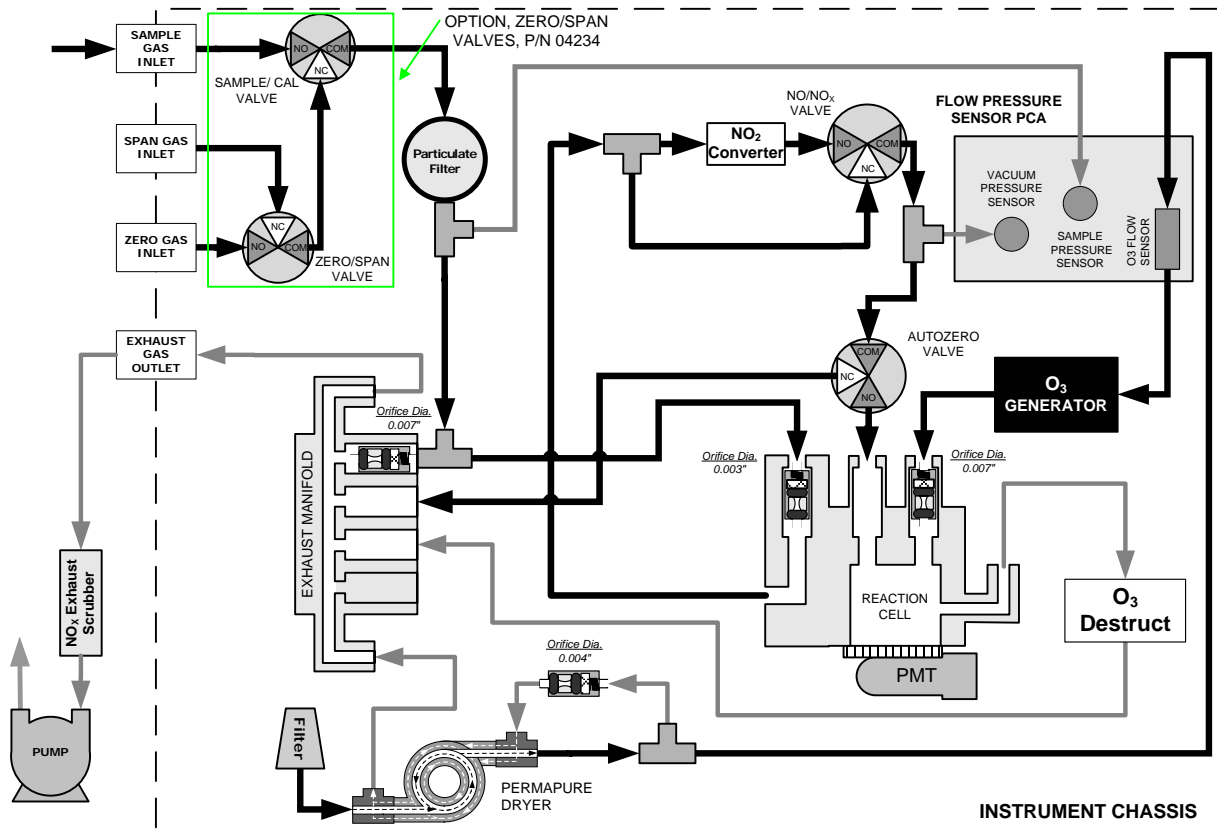 SAMPLE
GAS
INLET
NO
COM
NC
SAMPLE/ CAL
VALVE
OPTION, ZERO/SPAN
VALVES, P/N 04234
SPAN GAS
INLET
ZERO GAS
INLET
NC
NO
COM
ZERO/SPAN
VALVE
Particulate
Filter
NO/NOX
VALVE
NO2
Converter
NO
COM
NC
FLOW PRESSURE
SENSOR PCA
VACUUM
PRESSURE
SENSOR
SAMPLE
PRESSURE
SENSOR
O3 FLOW
SENSOR
EXHAUST
GAS
OUTLET
AUTOZERO
VALVE
COM
NC
NO
O3
GENERATOR
Orifice Dia.
0.007"
Orifice Dia.
0.003"
Orifice Dia.
0.007"
EXHAUST MANIFOLD
REACTION
CELL
PMT
O3
Destruct
NOX Exhaust
Scrubber
PUMP
Orifice Dia.
0.004"
Filter
PERMAPURE
DRYER
INSTRUMENT CHASSIS